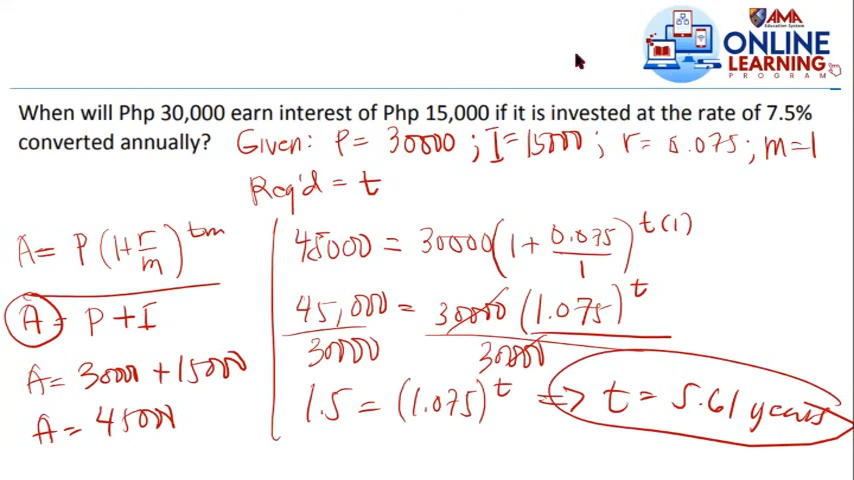 AMA
Education System
ONLINE
LEARNING
PROGRAM
When will Php 30,000 earn interest of Php 15,000 if it is invested at the rate of 7.5%
converted annually?
Given: P = 30000 ; I = 15000 ; r = 0.075 ; m = 1
Req'd = t
A = P (1 + r/m)^tm
A = P + I
A = 30000 + 15000
A = 45000
45000 = 30000 (1 + 0.075/1)^t(1)
45,000/30000 = 30000 (1.075)^t/30000
1.5 = (1.075)^t => t = 5.61 years